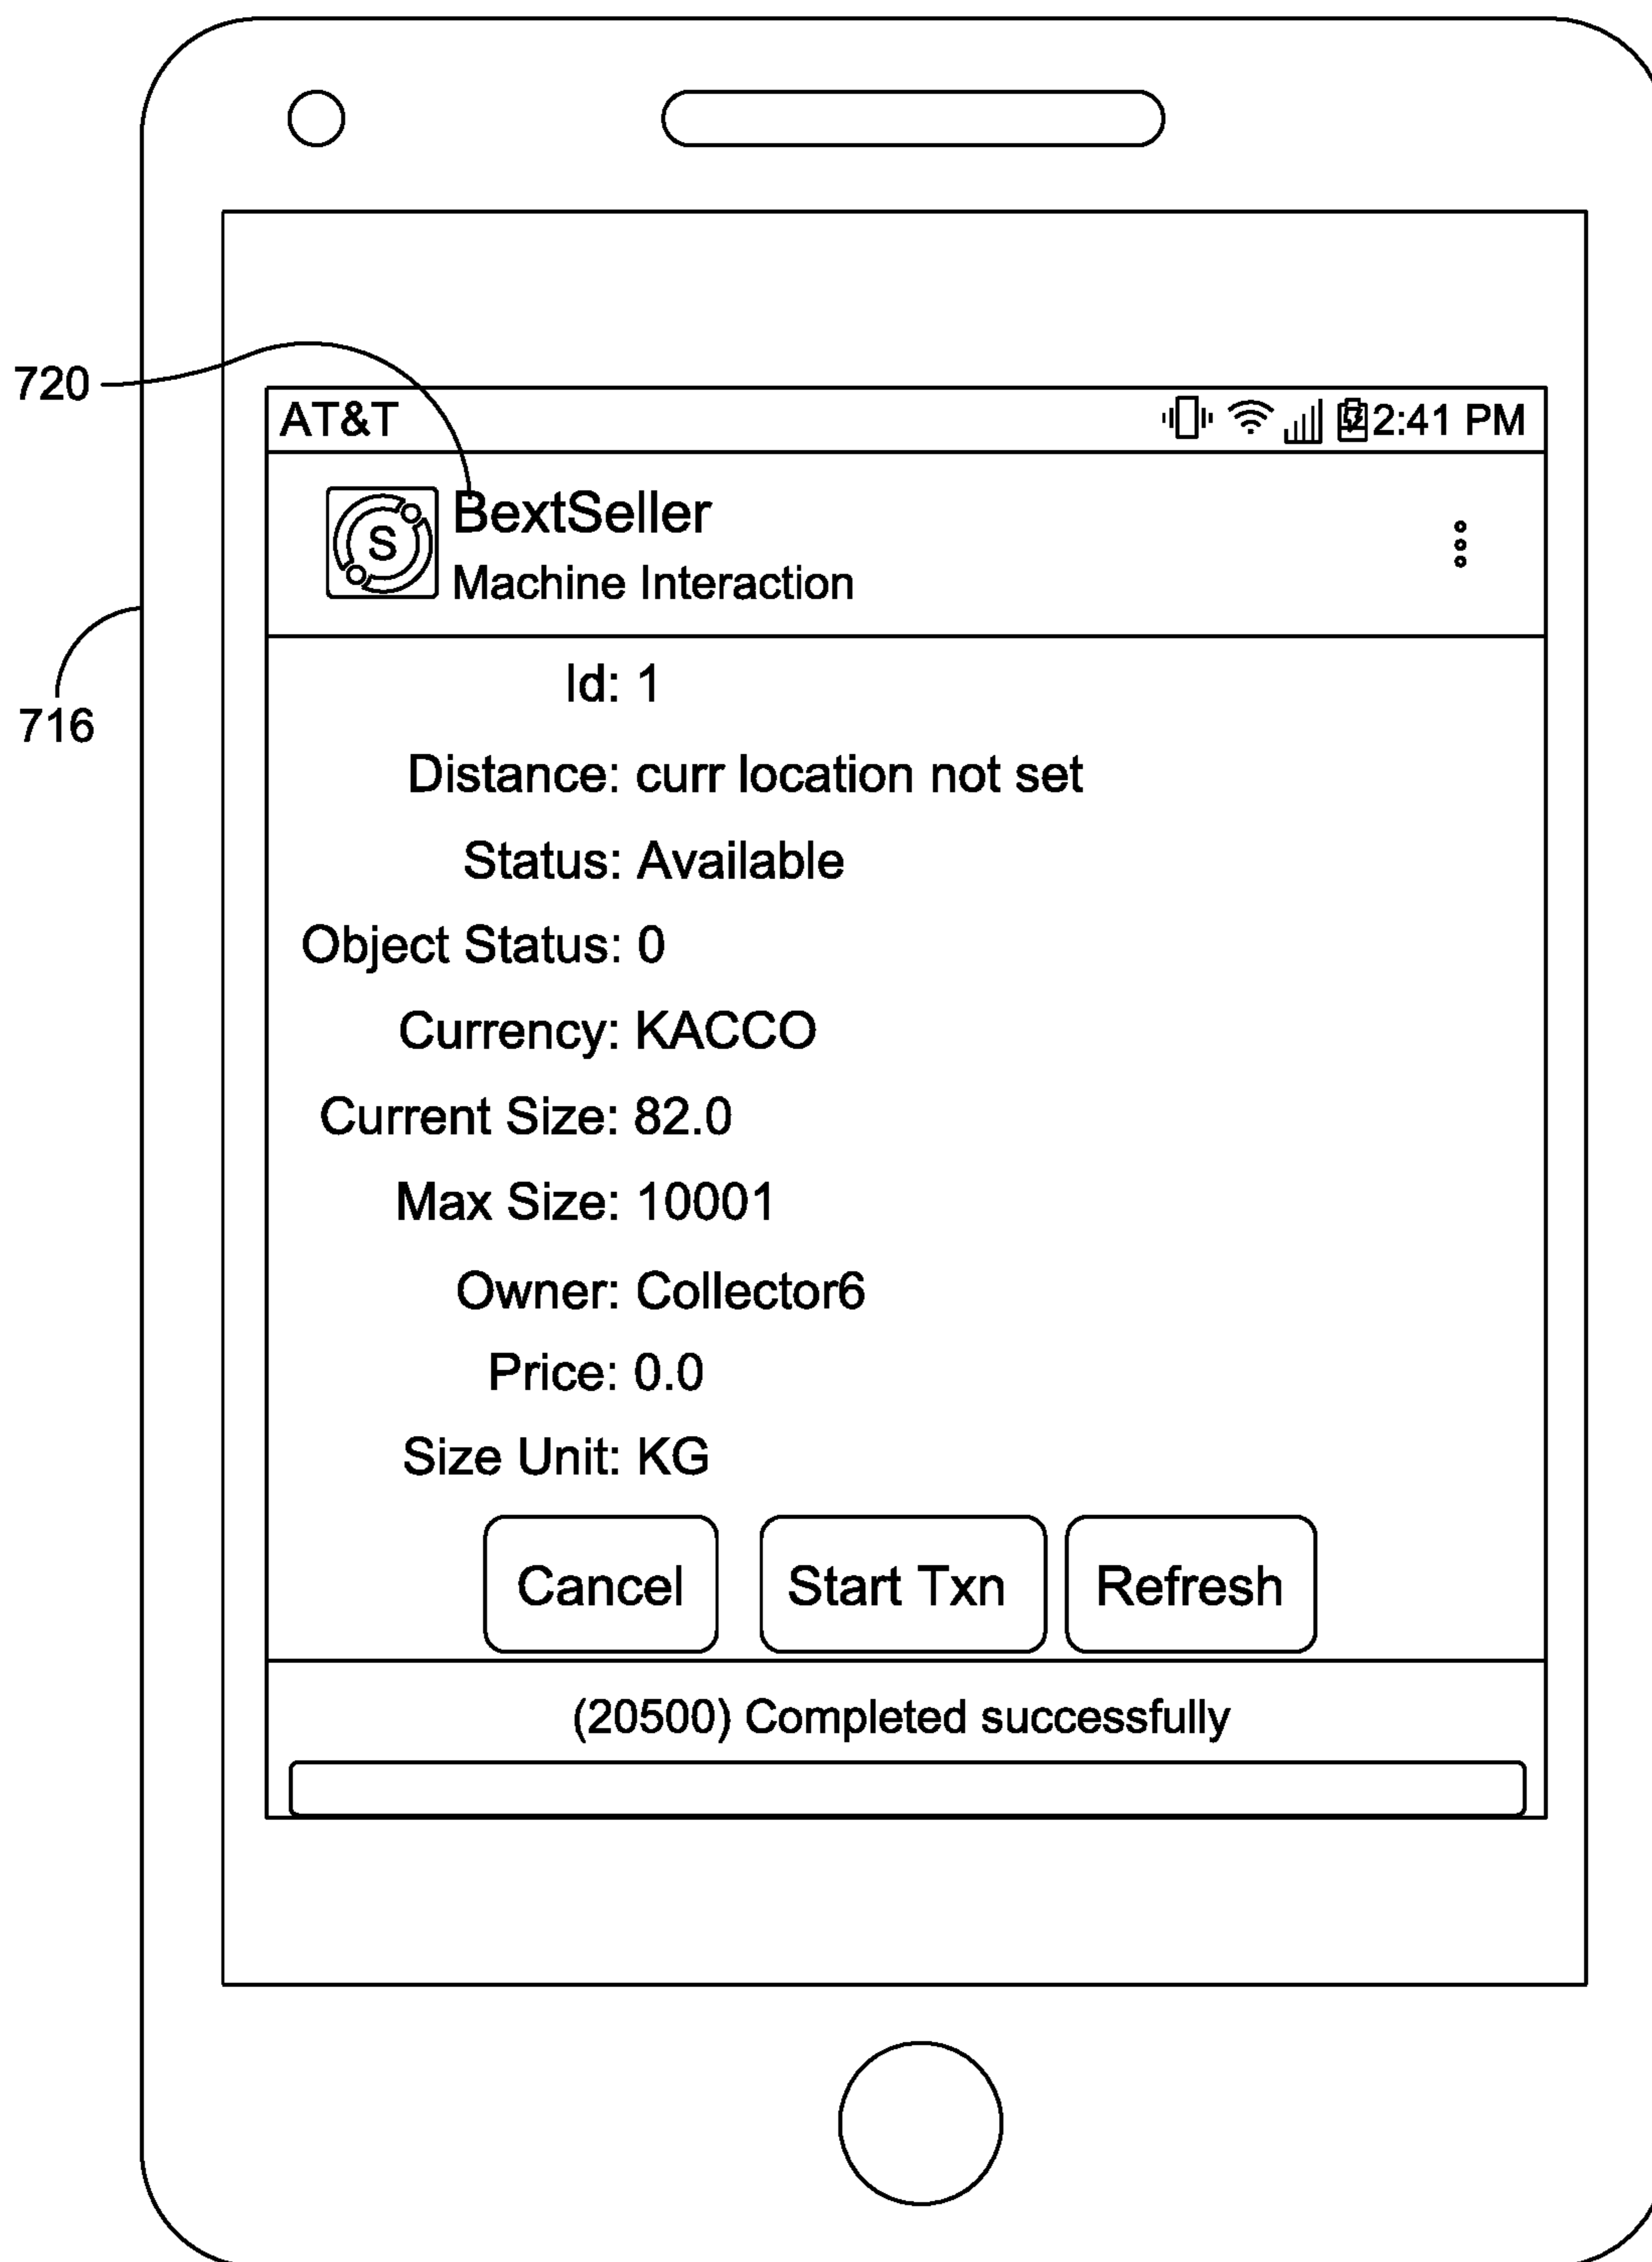 720
AT&T 2:41 PM
S
BextSeller
Machine Interaction
716
Id: 1
Distance: curr location not set
Status: Available
Object Status: 0
Currency: KACCO
Current Size: 82.0
Max Size: 10001
Owner: Collector6
Price: 0.0
Size Unit: KG
Cancel Start Txn Refresh
(20500) Completed successfully